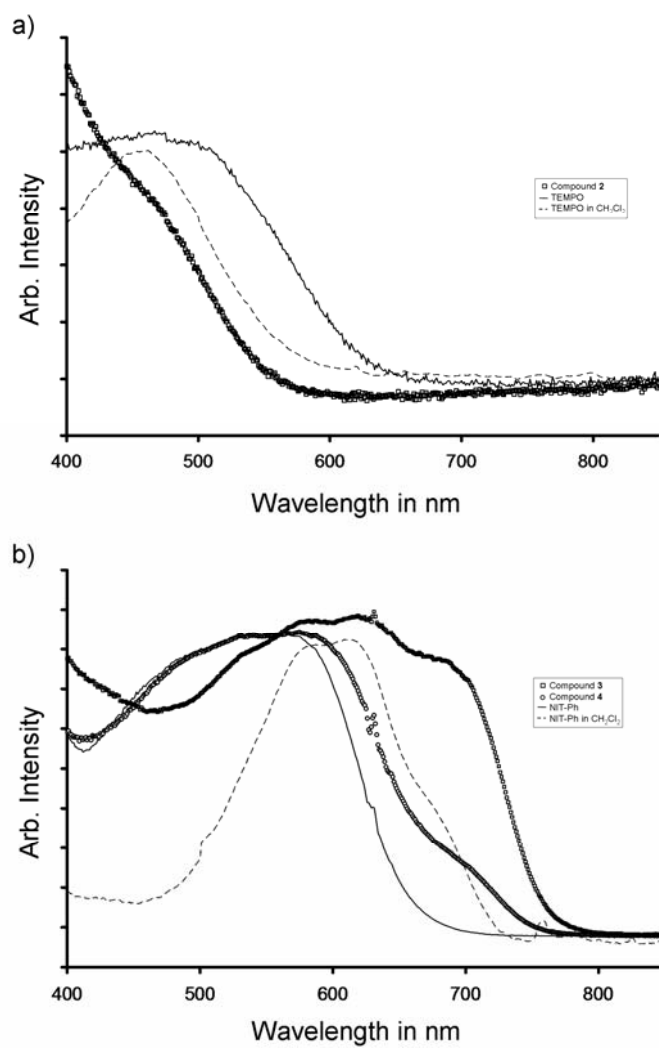 a)
Arb. Intensity
Compound 2
TEMPO
TEMPO in CH2Cl2
400 500 600 700 800
Wavelength in nm
b)
Arb. Intensity
Compound 3
Compound 4
NIT-Ph
NIT-Ph in CH2Cl2
400 500 600 700 800
Wavelength in nm